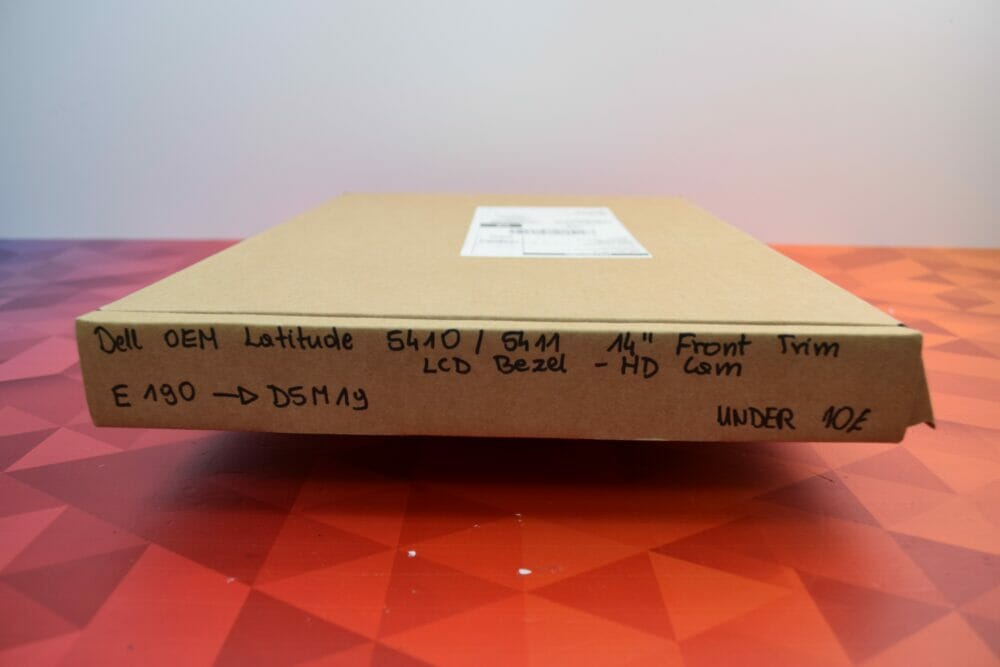 Dell OEM Latitude 5410 / 5411 14" Front Trim
LCD Bezel - HD Cam
E 190 → D5M19
UNDER 10£